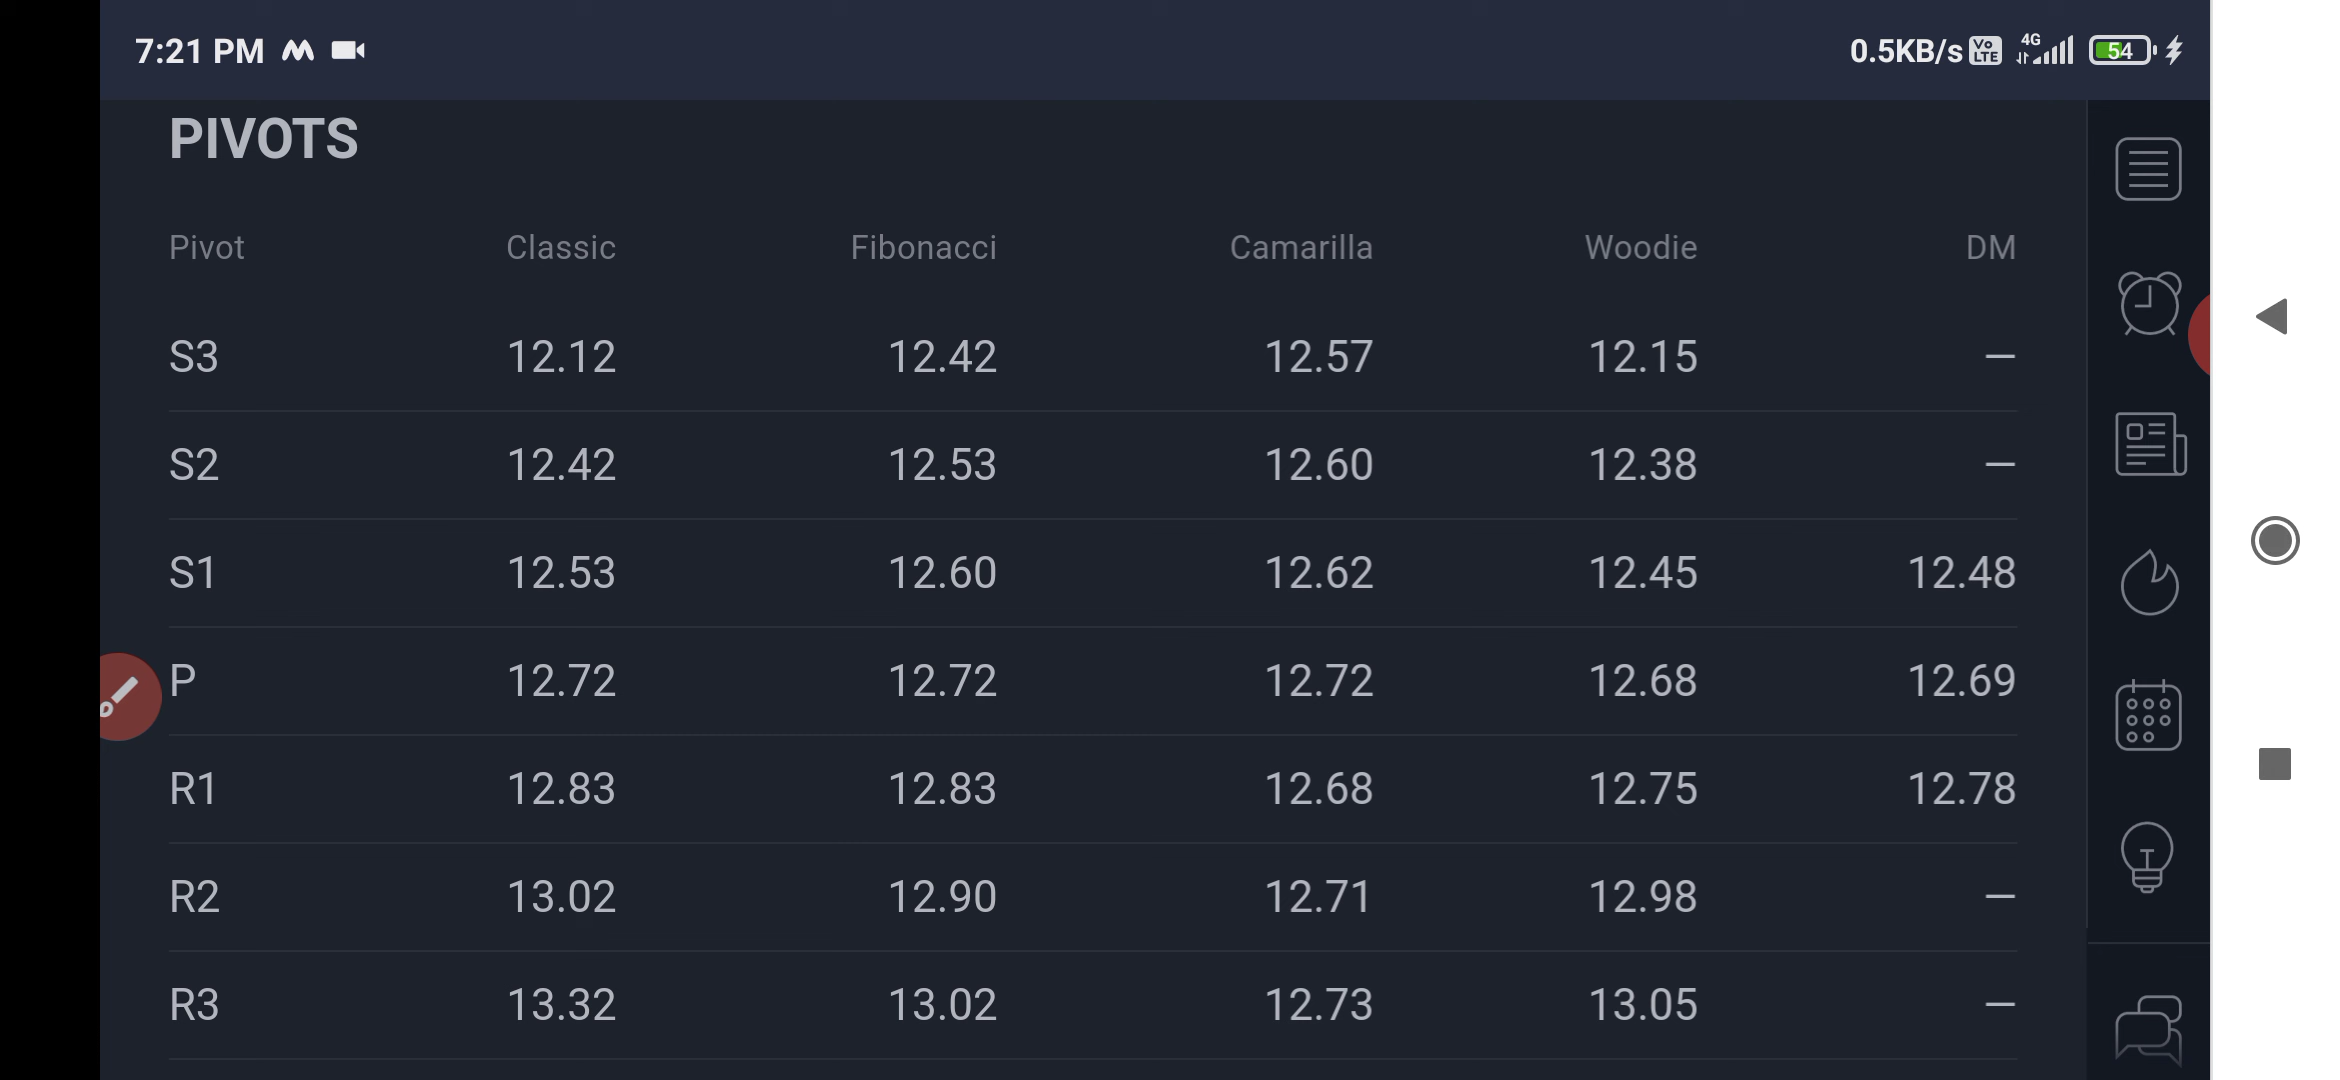 7:21 PM 0.5KB/s Vo LTE 4G 54
PIVOTS
Pivot Classic Fibonacci Camarilla Woodie DM
S3 12.12 12.42 12.57 12.15 —
S2 12.42 12.53 12.60 12.38 —
S1 12.53 12.60 12.62 12.45 12.48
P 12.72 12.72 12.72 12.68 12.69
R1 12.83 12.83 12.68 12.75 12.78
R2 13.02 12.90 12.71 12.98 —
R3 13.32 13.02 12.73 13.05 —